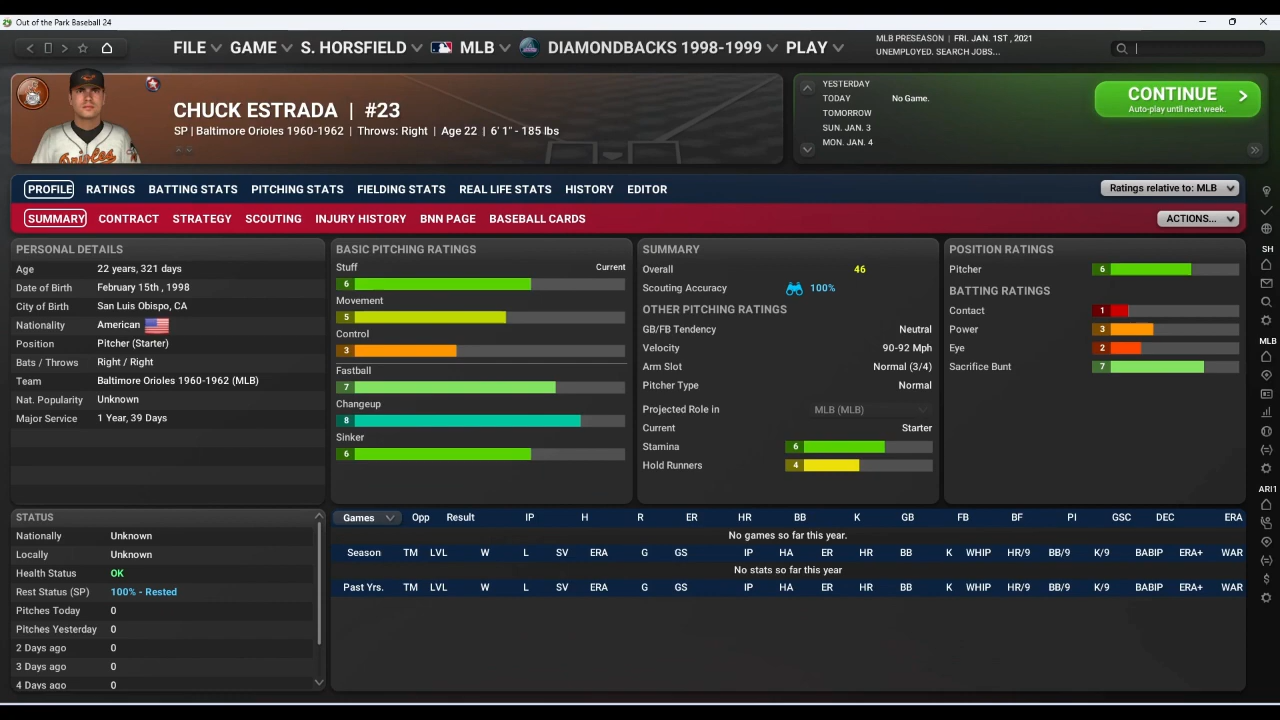 Out of the Park Baseball 24
FILE GAME S. HORSFIELD MLB DIAMONDBACKS 1998-1999 PLAY
MLB PRESEASON | FRI. JAN. 1ST , 2021
UNEMPLOYED. SEARCH JOBS...
CHUCK ESTRADA | #23
SP | Baltimore Orioles 1960-1962 | Throws: Right | Age 22 | 6' 1" - 185 lbs
YESTERDAY
TODAY No Game.
TOMORROW
SUN. JAN. 3
MON. JAN. 4
CONTINUE
Auto-play until next week.
PROFILE RATINGS BATTING STATS PITCHING STATS FIELDING STATS REAL LIFE STATS HISTORY EDITOR
Ratings relative to: MLB
SUMMARY CONTRACT STRATEGY SCOUTING INJURY HISTORY BNN PAGE BASEBALL CARDS
ACTIONS...
PERSONAL DETAILS
Age 22 years, 321 days
Date of Birth February 15th , 1998
City of Birth San Luis Obispo, CA
Nationality American
Position Pitcher (Starter)
Bats / Throws Right / Right
Team Baltimore Orioles 1960-1962 (MLB)
Nat. Popularity Unknown
Major Service 1 Year, 39 Days
BASIC PITCHING RATINGS
Stuff Current
6
Movement
5
Control
3
Fastball
7
Changeup
8
Sinker
6
SUMMARY
Overall 46
Scouting Accuracy 100%
OTHER PITCHING RATINGS
GB/FB Tendency Neutral
Velocity 90-92 Mph
Arm Slot Normal (3/4)
Pitcher Type Normal
Projected Role in MLB (MLB)
Current Starter
Stamina 6
Hold Runners 4
POSITION RATINGS
Pitcher 6
BATTING RATINGS
Contact 1
Power 3
Eye 2
Sacrifice Bunt 7
SH
MLB
ARI1
STATUS
Nationally Unknown
Locally Unknown
Health Status OK
Rest Status (SP) 100% - Rested
Pitches Today 0
Pitches Yesterday 0
2 Days ago 0
3 Days ago 0
4 Days ago 0
Games Opp Result IP H R ER HR BB K GB FB BF PI GSC DEC ERA
No games so far this year.
Season TM LVL W L SV ERA G GS IP HA ER HR BB K WHIP HR/9 BB/9 K/9 BABIP ERA+ WAR
No stats so far this year
Past Yrs. TM LVL W L SV ERA G GS IP HA ER HR BB K WHIP HR/9 BB/9 K/9 BABIP ERA+ WAR